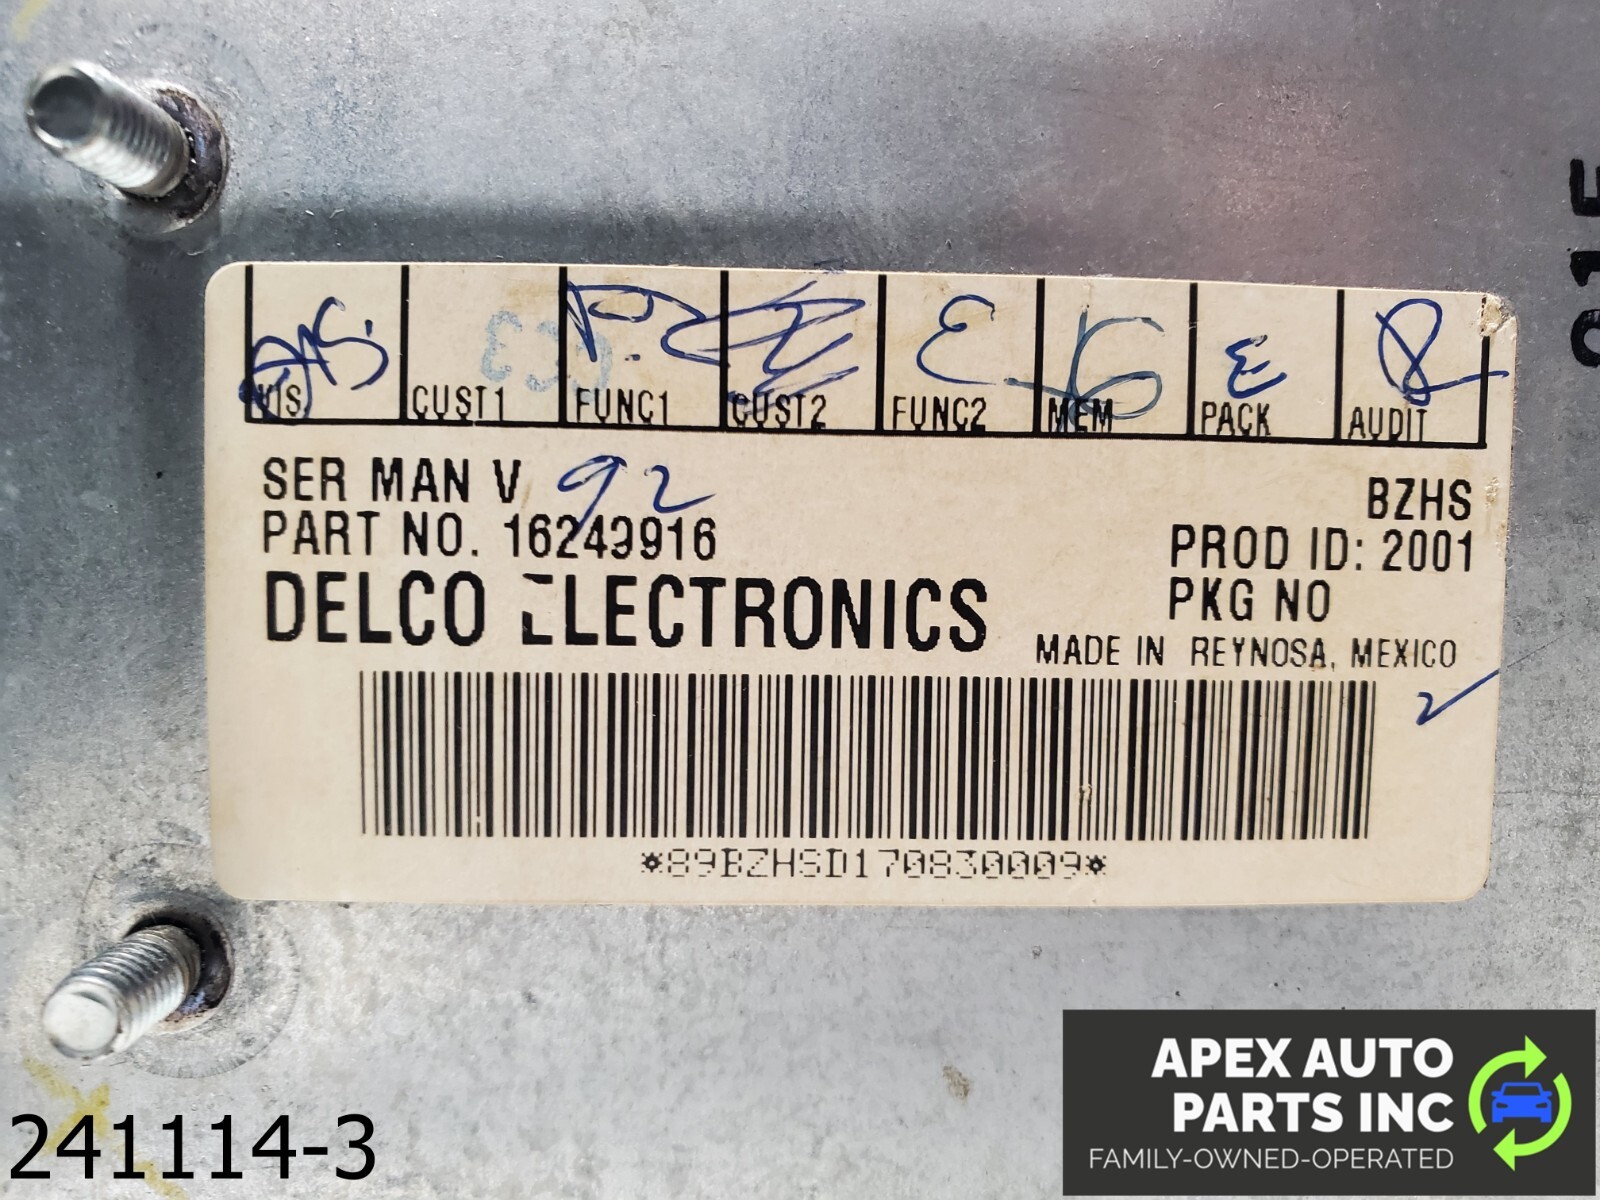 VIS. CUST1 FUNC1 CUST2 FUNC2 MEM PACK AUDIT
SER MAN V 92
BZHS
PART NO. 16249916
PROD ID: 2001
DELCO ELECTRONICS
PKG NO
MADE IN REYNOSA, MEXICO
2
*89BZHSD170830009*
241114-3
APEX AUTO
PARTS INC
FAMILY-OWNED-OPERATED